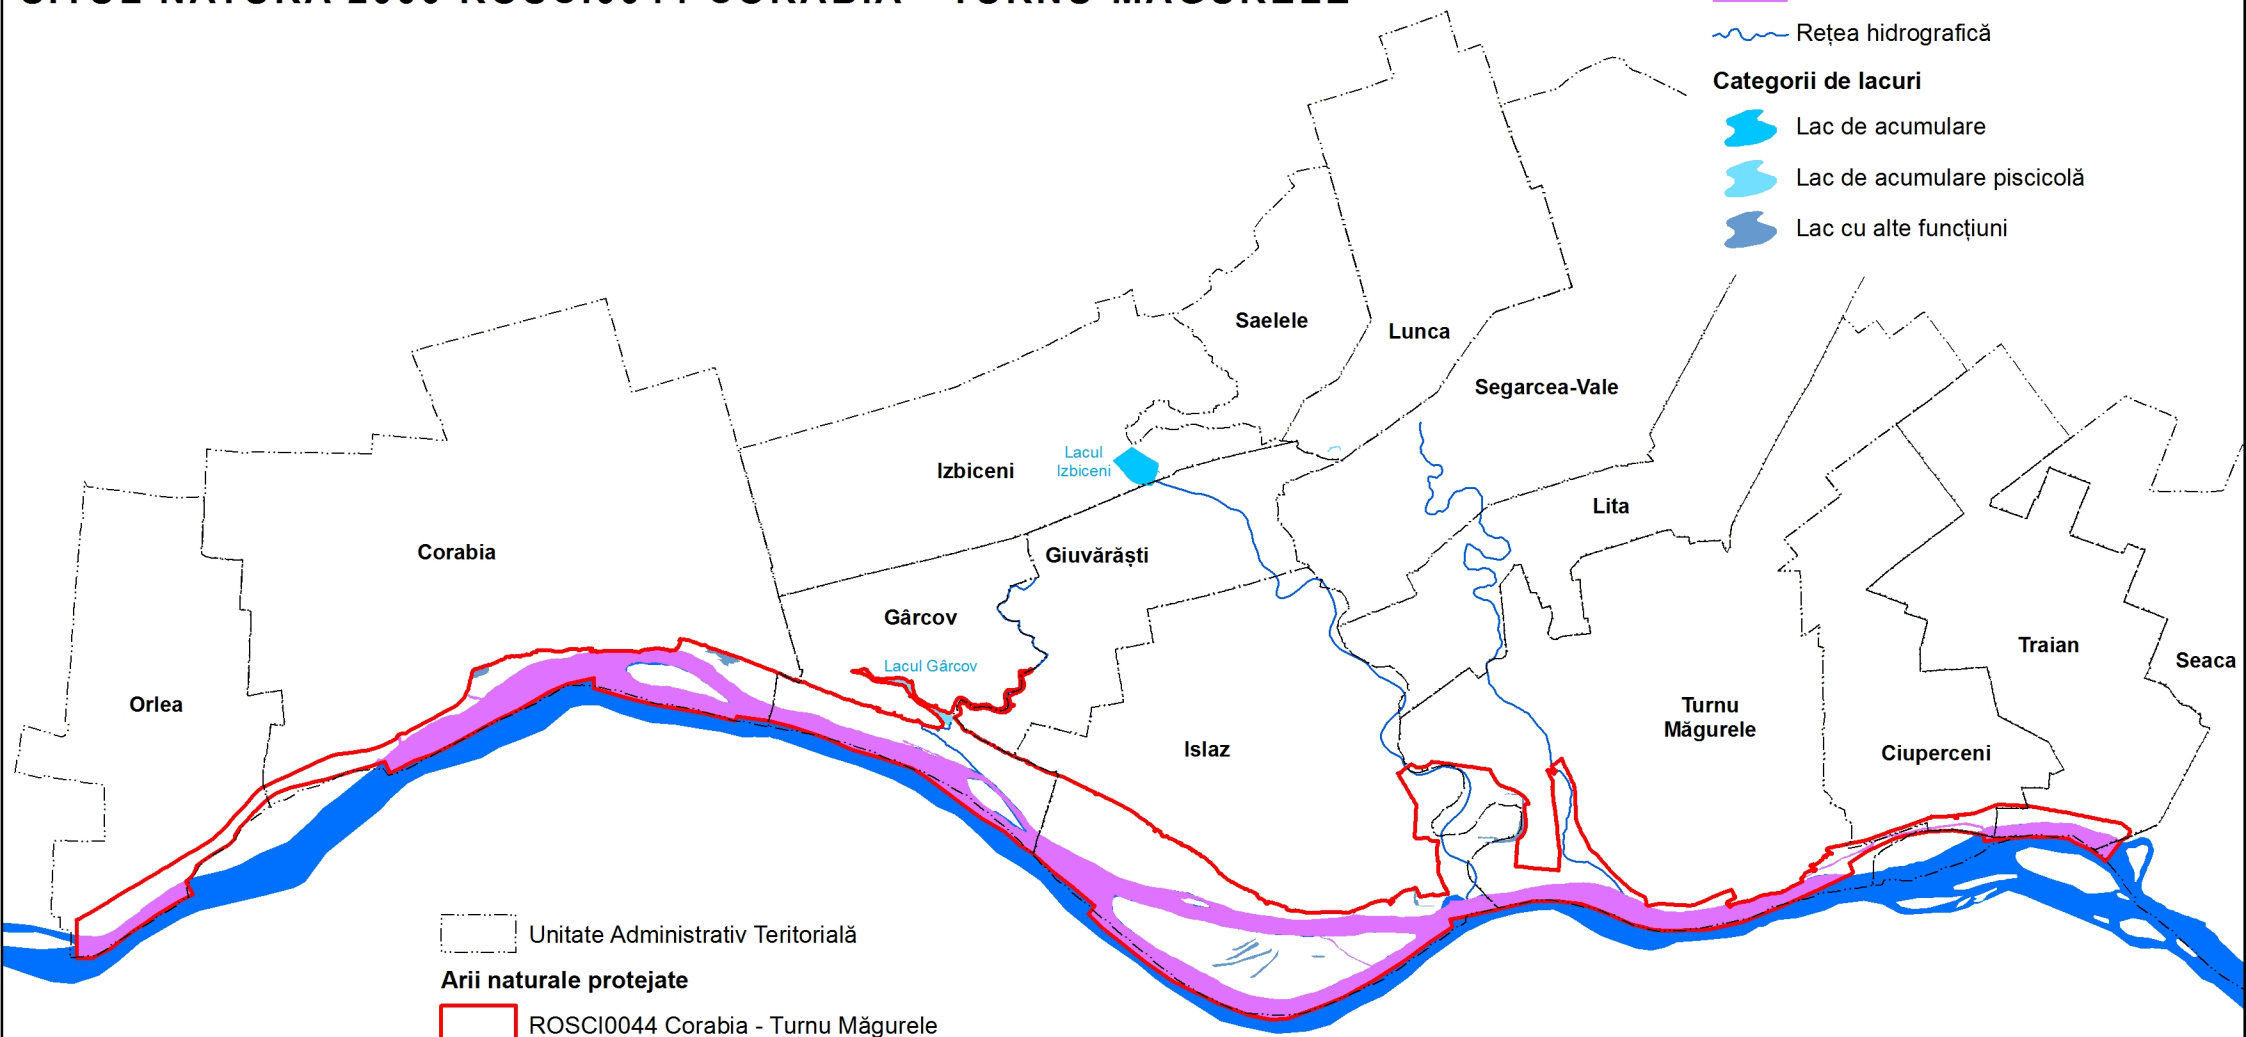 Rețea hidrografică
Categorii de lacuri
Lac de acumulare
Lac de acumulare piscicolă
Lac cu alte funcțiuni
Saelele
Lunca
Segarcea-Vale
Lacul
Izbiceni
Izbiceni
Lita
Corabia
Giuvărăști
Gârcov
Lacul Gârcov
Traian
Seaca
Orlea
Turnu
Măgurele
Islaz
Ciuperceni
Unitate Administrativ Teritorială
Arii naturale protejate
ROSCI0044 Corabia - Turnu Măgurele